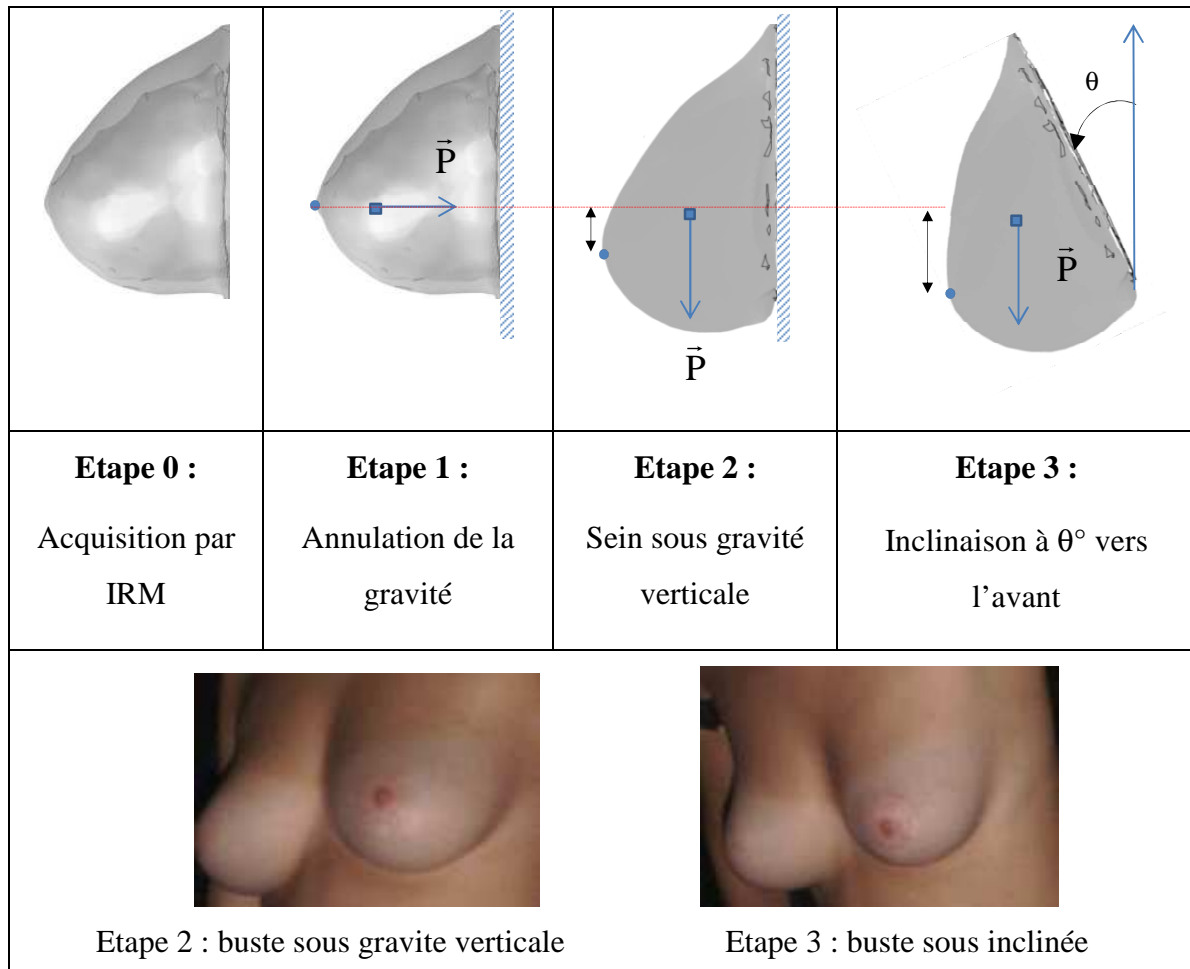 P⃗
P⃗
P⃗
θ
Etape 0 :
Acquisition par
IRM
Etape 1 :
Annulation de la
gravité
Etape 2 :
Sein sous gravité
verticale
Etape 3 :
Inclinaison à θ° vers
l’avant
Etape 2 : buste sous gravite verticale
Etape 3 : buste sous inclinée